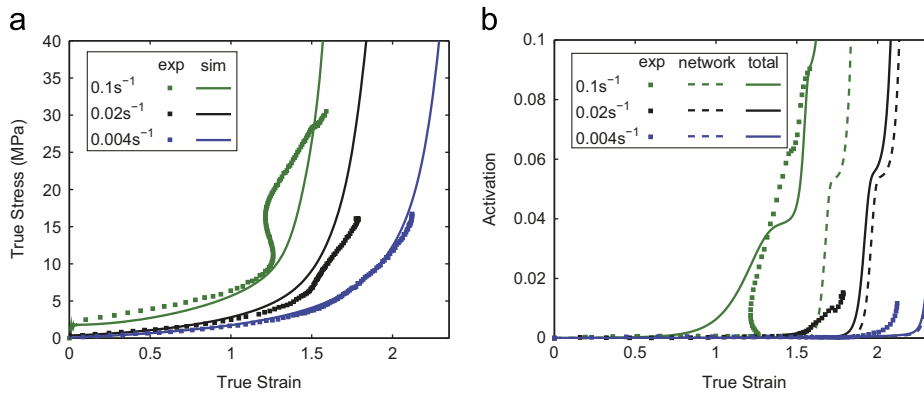 a
40
35
30
25
20
15
10
5
0
0
0.5
1
1.5
2
True Stress (MPa)
True Strain
exp sim
0.1s⁻¹
0.02s⁻¹
0.004s⁻¹
b
0.1
0.08
0.06
0.04
0.02
0
0
0.5
1
1.5
2
Activation
True Strain
exp network total
0.1s⁻¹
0.02s⁻¹
0.004s⁻¹